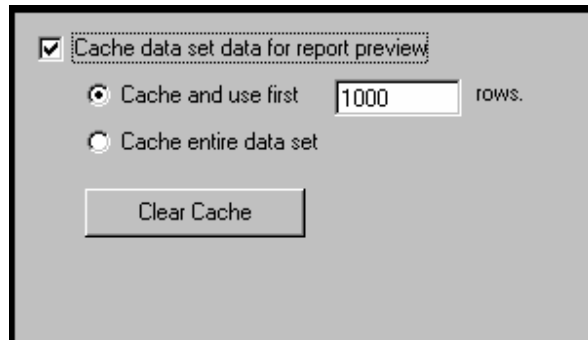 Cache data set data for report preview
Cache and use first 1000 rows.
Cache entire data set
Clear Cache